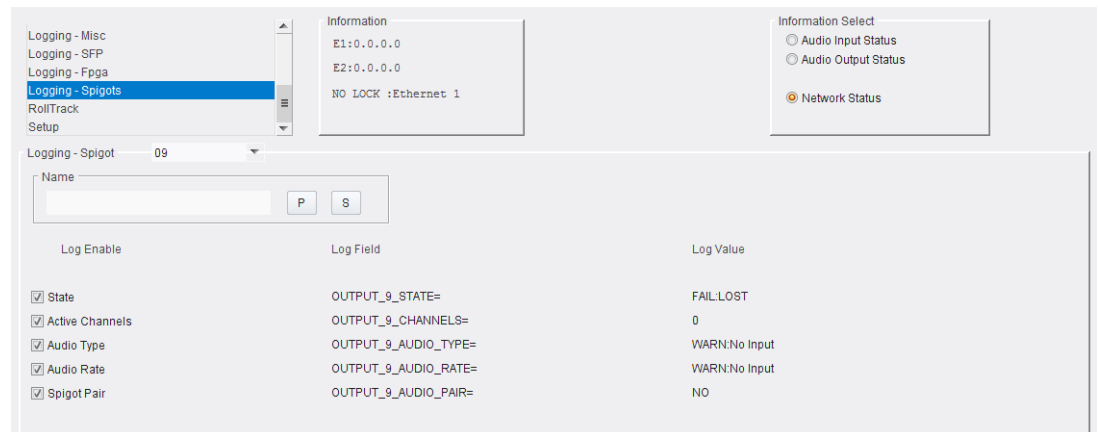 Logging - Misc
Logging - SFP
Logging - Fpga
Logging - Spigots
RollTrack
Setup
Information
E1:0.0.0.0
E2:0.0.0.0
NO LOCK :Ethernet 1
Information Select
Audio Input Status
Audio Output Status
Network Status
Logging - Spigot 09
Name
P S
Log Enable Log Field Log Value
State OUTPUT_9_STATE= FAIL:LOST
Active Channels OUTPUT_9_CHANNELS= 0
Audio Type OUTPUT_9_AUDIO_TYPE= WARN:No Input
Audio Rate OUTPUT_9_AUDIO_RATE= WARN:No Input
Spigot Pair OUTPUT_9_AUDIO_PAIR= NO